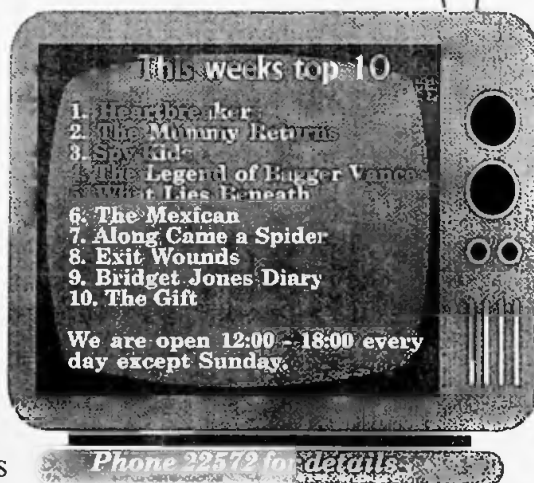 This weeks top 10
1. Heartbreaker
2. The Mummy Returns
3. Spy Kids
The Legend of Bagger Vance
What Lies Beneath
6. The Mexican
7. Along Came a Spider
8. Exit Wounds
9. Bridget Jones Diary
10. The Gift
We are open 12:00 - 18:00 every
day except Sunday.
Phone 22572 for details